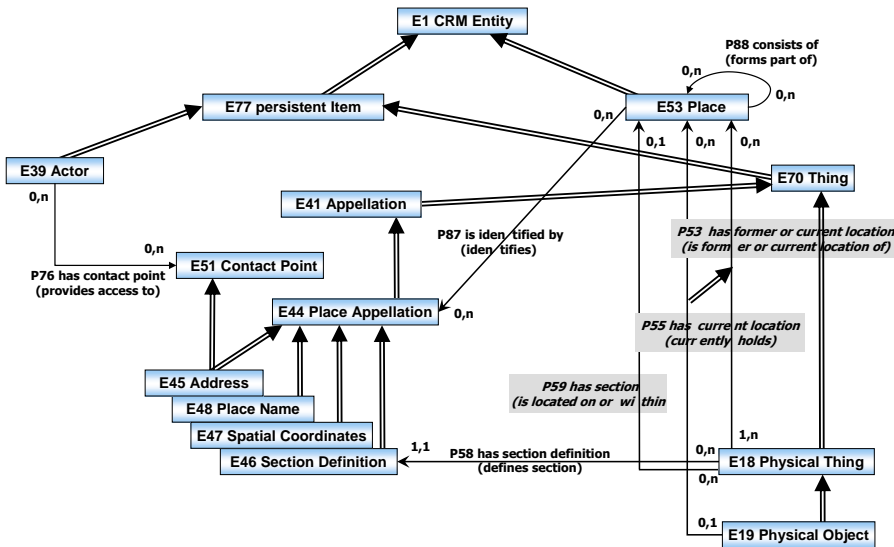 E1 CRM Entity
P88 consists of
(forms part of)
0,n
0,n
E77 persistent Item
E53 Place
0,n
0,1
0,n
0,n
E39 Actor
0,n
E70 Thing
E41 Appellation
P87 is iden tified by
(iden tifies)
P53 has former or current location
(is form er or current location of)
0,n
P76 has contact point
(provides access to)
E51 Contact Point
E44 Place Appellation
0,n
P55 has current location
(curr ently holds)
E45 Address
P59 has section
(is located on or wi thin
E48 Place Name
E47 Spatial Coordinates
1,n
E46 Section Definition
1,1
P58 has section definition
(defines section)
0,n
0,n
E18 Physical Thing
0,1
E19 Physical Object